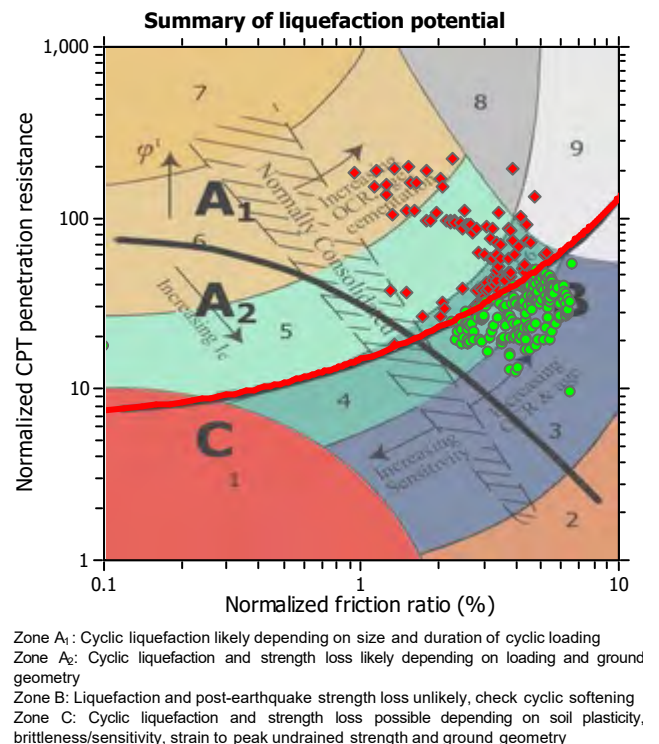 Summary of liquefaction potential
1,000
7
8
9
φ'
A₁
Increasing
OCR,
cementation
Normally Consolidated
100
6
A₂
Increasing Ic
5
B
10
4
C
1
Increasing
OCR & age
Increasing
Sensitivity
3
2
1
0.1
1
10
Normalized CPT penetration resistance
Normalized friction ratio (%)
Zone A₁: Cyclic liquefaction likely depending on size and duration of cyclic loading
Zone A₂: Cyclic liquefaction and strength loss likely depending on loading and ground
geometry
Zone B: Liquefaction and post-earthquake strength loss unlikely, check cyclic softening
Zone C: Cyclic liquefaction and strength loss possible depending on soil plasticity,
brittleness/sensitivity, strain to peak undrained strength and ground geometry